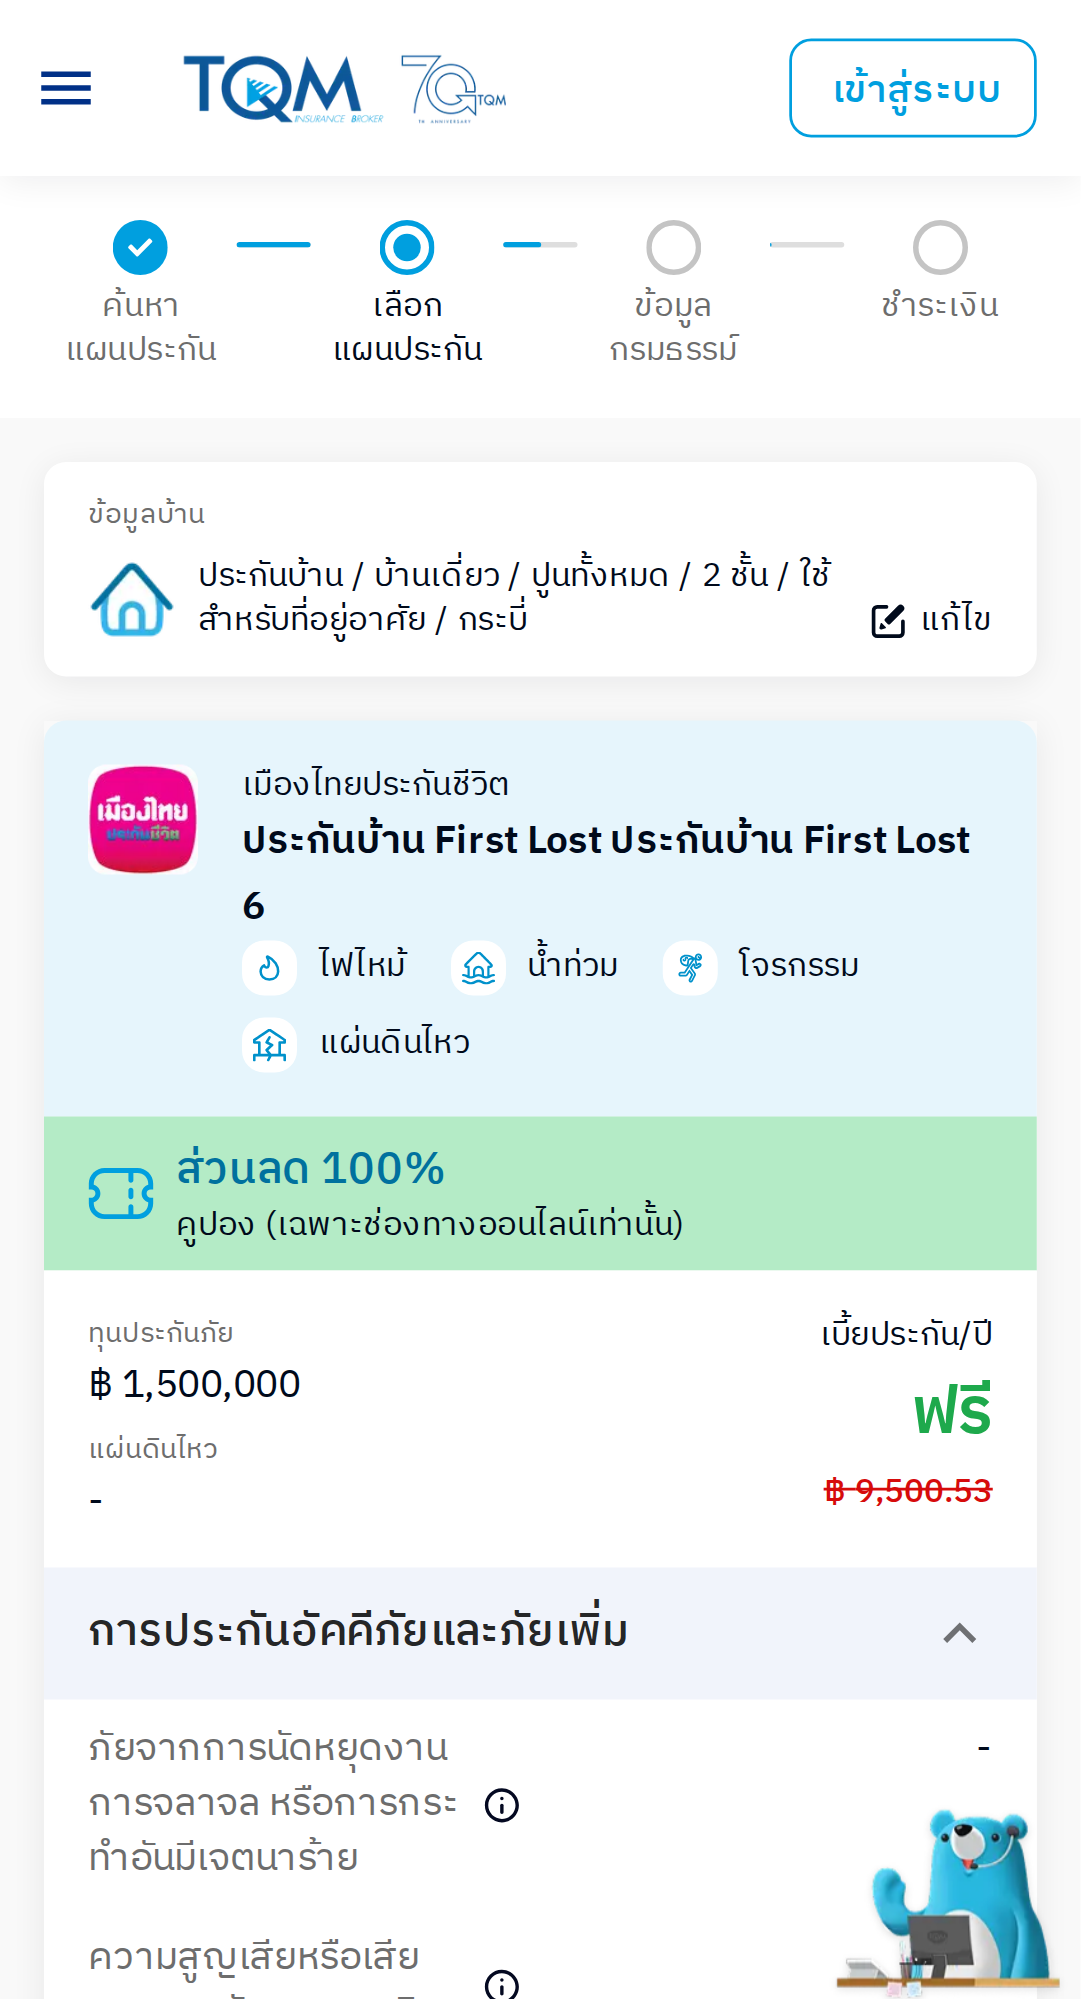 TQM
INSURANCE BROKER
70 TQM
TH ANNIVERSARY
เข้าสู่ระบบ
ค้นหา
แผนประกัน
เลือก
แผนประกัน
ข้อมูล
กรมธรรม์
ชำระเงิน
ข้อมูลบ้าน
ประกันบ้าน / บ้านเดี่ยว / ปูนทั้งหมด / 2 ชั้น / ใช้
สำหรับที่อยู่อาศัย / กระบี่
แก้ไข
เมืองไทย
ประกันชีวิต
เมืองไทยประกันชีวิต
ประกันบ้าน First Lost ประกันบ้าน First Lost
6
ไฟไหม้
น้ำท่วม
โจรกรรม
แผ่นดินไหว
ส่วนลด 100%
คูปอง (เฉพาะช่องทางออนไลน์เท่านั้น)
ทุนประกันภัย
฿ 1,500,000
แผ่นดินไหว
-
เบี้ยประกัน/ปี
ฟรี
฿ 9,500.53
การประกันอัคคีภัยและภัยเพิ่ม
ภัยจากการนัดหยุดงาน
การจลาจล หรือการกระ
ทำอันมีเจตนาร้าย
-
ความสูญเสียหรือเสีย